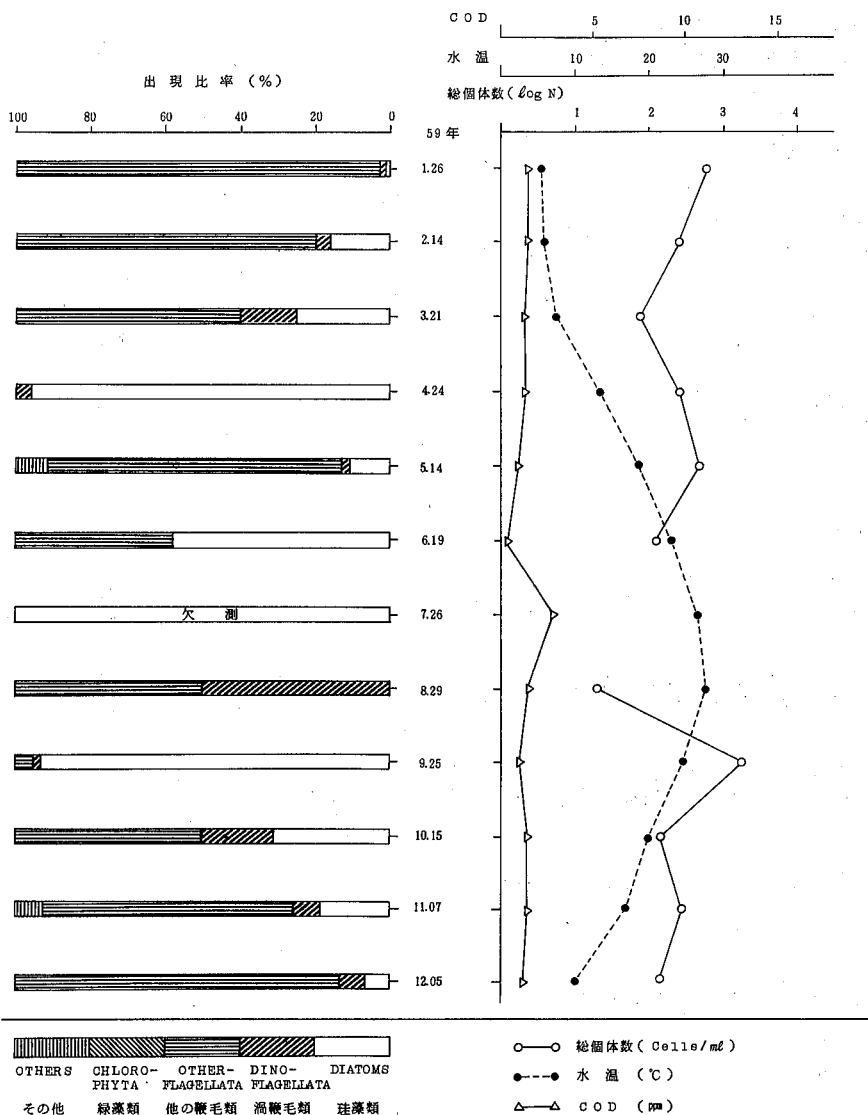 COD 5 10 15
水温 10 20 30
出現比率(%)
総個体数(ℓog N)
100 80 60 40 20 0
59年 1 2 3 4
1.26
2.14
3.21
4.24
5.14
6.19
欠測 7.26
8.29
9.25
10.15
11.07
12.05
OTHERS CHLORO- OTHER- DINO- DIATOMS
PHYTA FLAGELLATA FLAGELLATA
その他 緑藻類 他の鞭毛類 渦鞭毛類 珪藻類
総個体数(Cells/mℓ)
水温(℃)
COD(ppm)